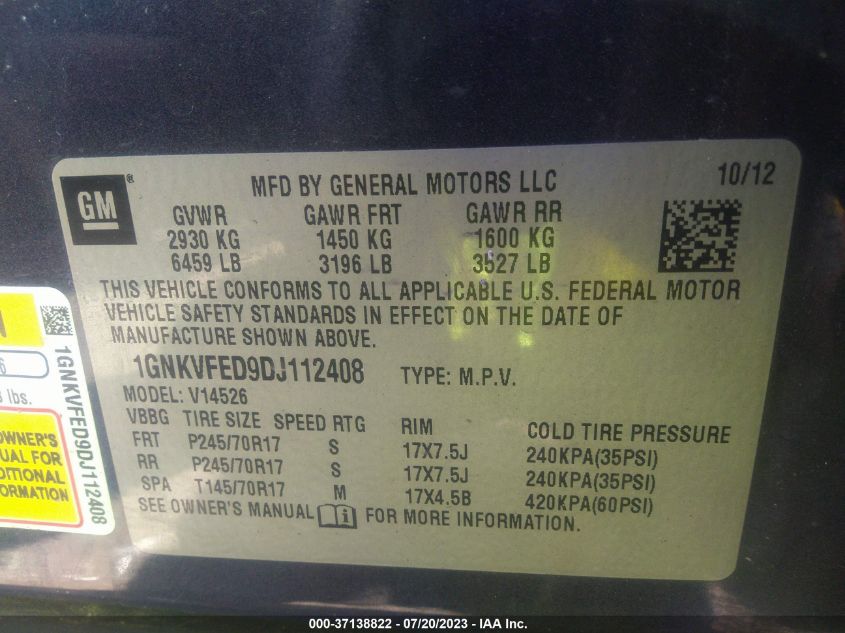 GM
MFD BY GENERAL MOTORS LLC
10/12
GVWR GAWR FRT GAWR RR
2930 KG 1450 KG 1600 KG
6459 LB 3196 LB 3527 LB
THIS VEHICLE CONFORMS TO ALL APPLICABLE U.S. FEDERAL MOTOR
VEHICLE SAFETY STANDARDS IN EFFECT ON THE DATE OF
MANUFACTURE SHOWN ABOVE.
1GNKVFED9DJ112408 TYPE: M.P.V.
MODEL: V14526
VBBG TIRE SIZE SPEED RTG RIM COLD TIRE PRESSURE
FRT P245/70R17 S 17X7.5J 240KPA(35PSI)
RR P245/70R17 S 17X7.5J 240KPA(35PSI)
SPA T145/70R17 M 17X4.5B 420KPA(60PSI)
SEE OWNER'S MANUAL FOR MORE INFORMATION.
lbs.
OWNER'S
FOR
1GNKVFED9DJ112408
000-37138822 - 07/20/2023 - IAA Inc.